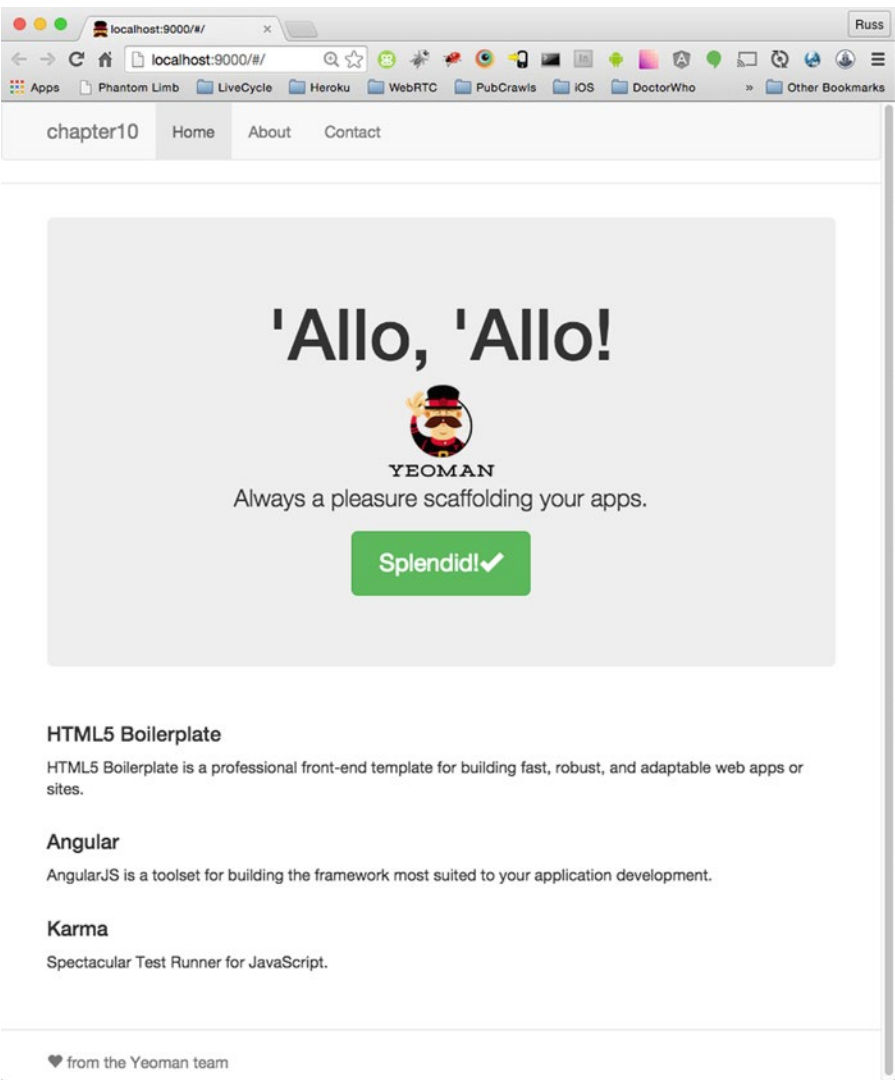 localhost:9000/#/
Russ
localhost:9000/#/
Apps Phantom Limb LiveCycle Heroku WebRTC PubCrawls iOS DoctorWho » Other Bookmarks
chapter10 Home About Contact
'Allo, 'Allo!
YEOMAN
Always a pleasure scaffolding your apps.
Splendid!
HTML5 Boilerplate
HTML5 Boilerplate is a professional front-end template for building fast, robust, and adaptable web apps or
sites.
Angular
AngularJS is a toolset for building the framework most suited to your application development.
Karma
Spectacular Test Runner for JavaScript.
from the Yeoman team